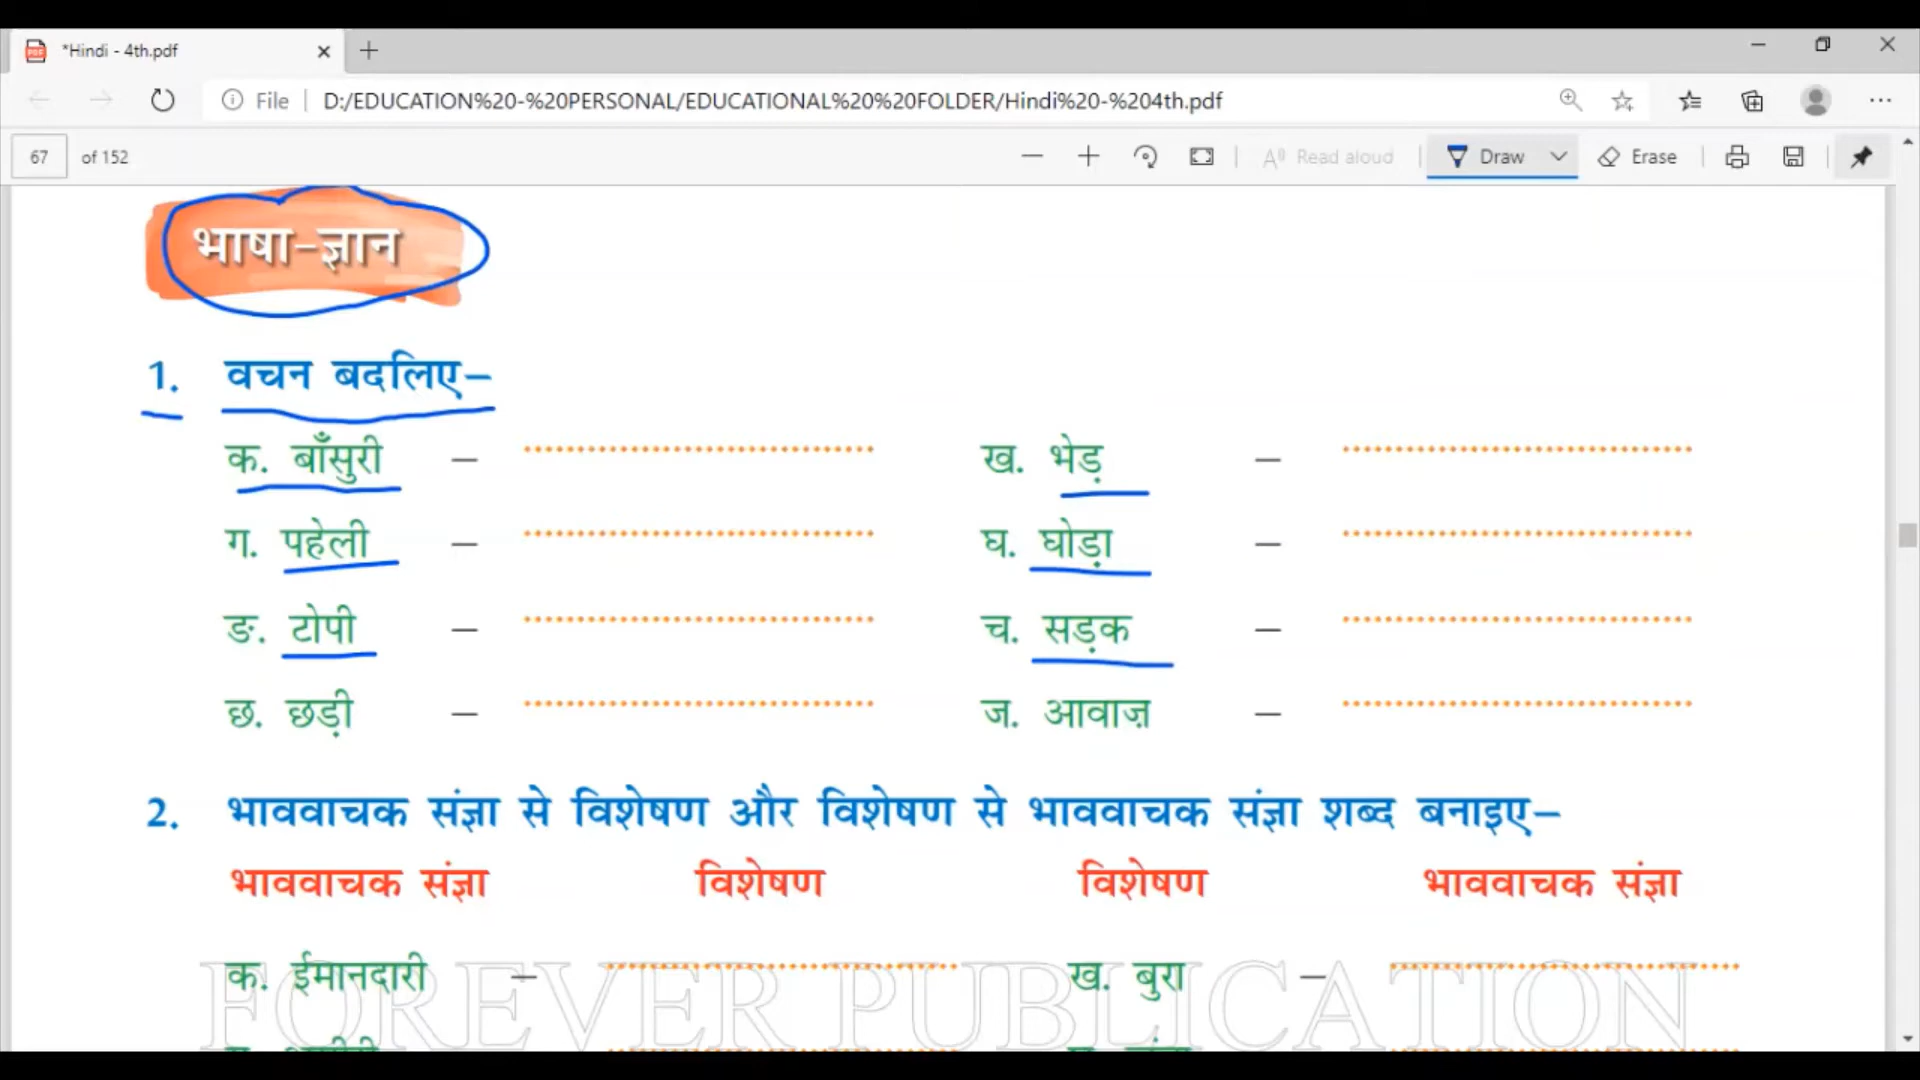 *Hindi - 4th.pdf
File D:/EDUCATION%20-%20PERSONAL/EDUCATIONAL%20%20FOLDER/Hindi%20-%204th.pdf
67 of 152 Read aloud Draw Erase
भाषा-ज्ञान
1. वचन बदलिए–
क. बाँसुरी – ख. भेड़ –
ग. पहेली – घ. घोड़ा –
ङ. टोपी – च. सड़क –
छ. छड़ी – ज. आवाज़ –
2. भाववाचक संज्ञा से विशेषण और विशेषण से भाववाचक संज्ञा शब्द बनाइए–
भाववाचक संज्ञा विशेषण विशेषण भाववाचक संज्ञा
क. ईमानदारी – ख. बुरा –
FOREVER PUBLICATION